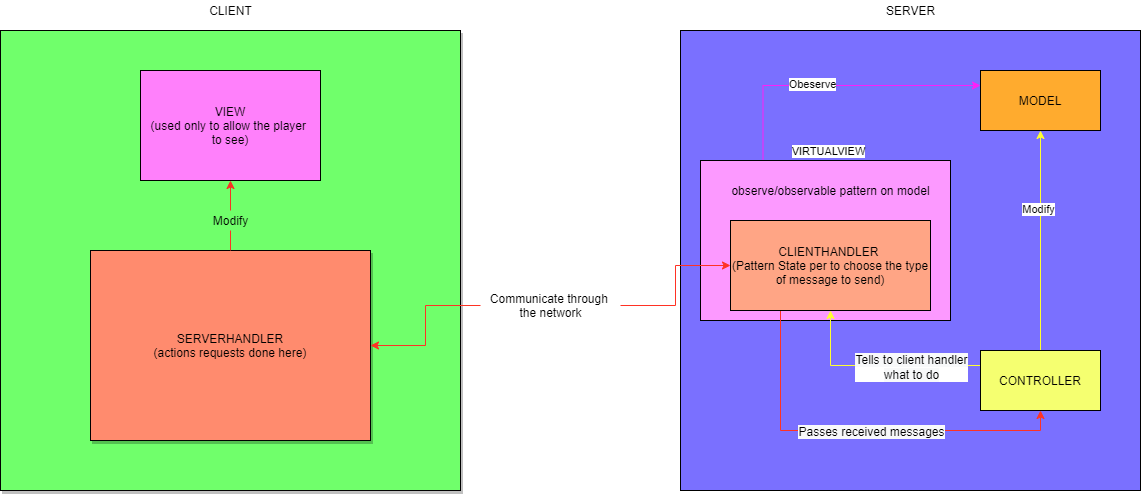 CLIENT
SERVER
VIEW
(used only to allow the player
to see)
Modify
SERVERHANDLER
(actions requests done here)
Communicate through
the network
Obeserve
MODEL
VIRTUALVIEW
observe/observable pattern on model
CLIENTHANDLER
(Pattern State per to choose the type
of message to send)
Modify
Tells to client handler
what to do
CONTROLLER
Passes received messages